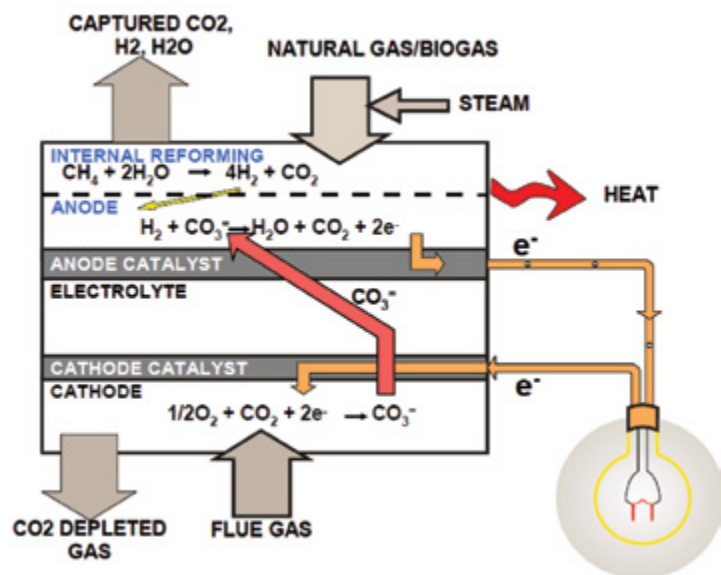 CAPTURED CO2,
H2, H2O
NATURAL GAS/BIOGAS
STEAM
INTERNAL REFORMING
CH₄ + 2H₂O → 4H₂ + CO₂
HEAT
ANODE
H₂ + CO₃⁼→H₂O + CO₂ + 2e⁻
ANODE CATALYST
e⁻
ELECTROLYTE
CO₃⁼
CATHODE CATALYST
e⁻
CATHODE
1/2O₂ + CO₂ + 2e⁻ → CO₃⁼
CO2 DEPLETED
GAS
FLUE GAS